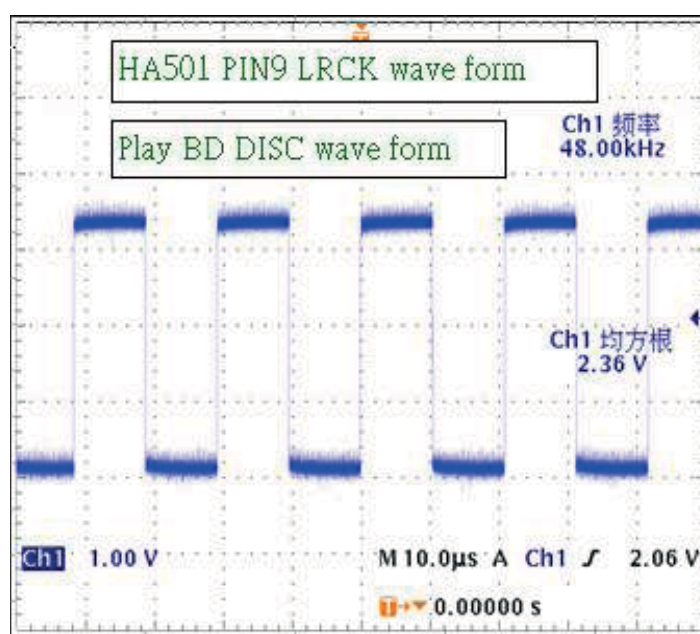 HA501 PIN9 LRCK wave form
Play BD DISC wave form
Ch1 频率
48.00kHz
Ch1 均方根
2.36 V
Ch1 1.00 V M 10.0µs A Ch1 2.06 V
0.00000 s